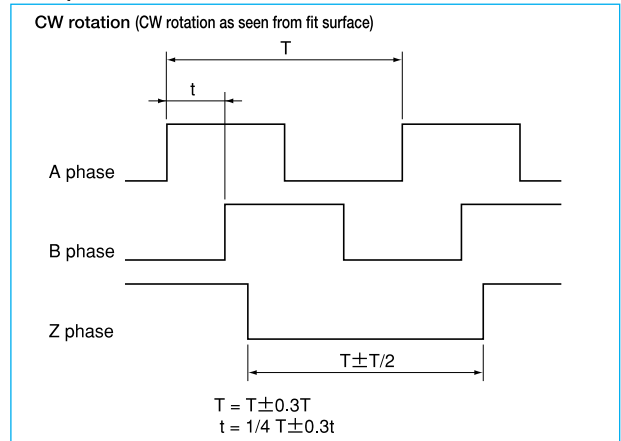 CW rotation (CW rotation as seen from fit surface)
T
t
A phase
B phase
Z phase
T±T/2
T = T±0.3T
t = 1/4 T±0.3t